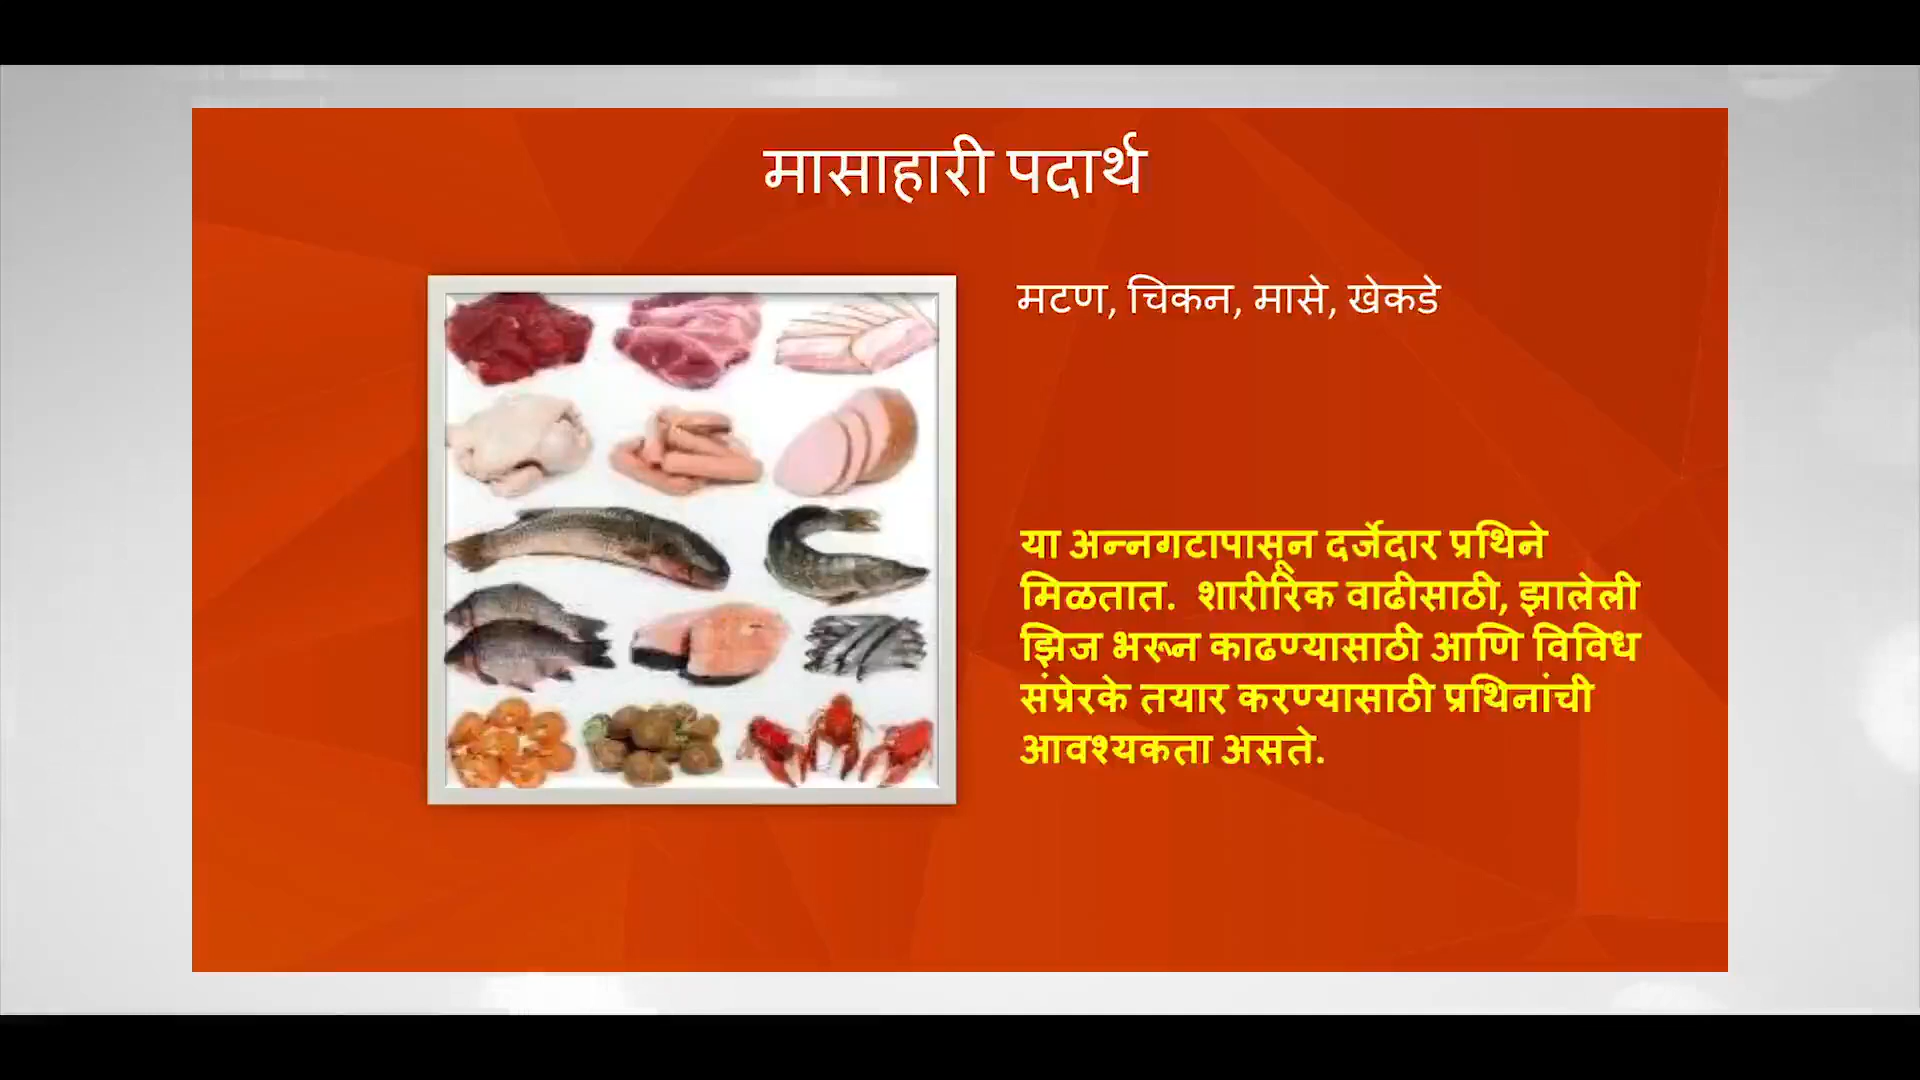 मासाहारी पदार्थ
मटण, चिकन, मासे, खेकडे
या अन्नगटापासून दर्जेदार प्रथिने
मिळतात. शारीरिक वाढीसाठी, झालेली
झिज भरून काढण्यासाठी आणि विविध
संप्रेरके तयार करण्यासाठी प्रथिनांची
आवश्यकता असते.